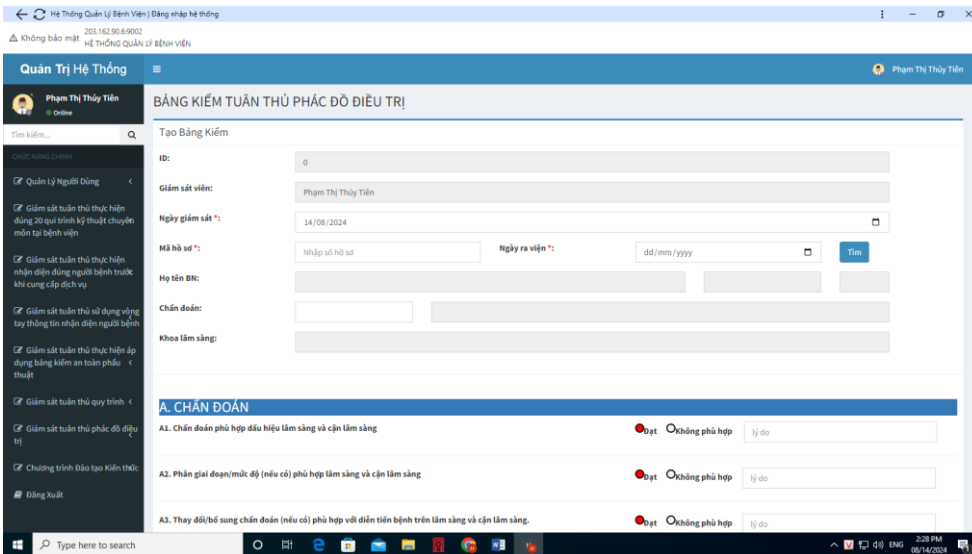 Hệ Thống Quản Lý Bệnh Viện | Đăng nhập hệ thống
Không bảo mật
203.162.90.6:9002
HỆ THỐNG QUẢN LÝ BỆNH VIỆN
Quản Trị Hệ Thống
Phạm Thị Thủy Tiên
Phạm Thị Thủy Tiên
Online
Tìm kiếm...
CHỨC NĂNG CHÍNH
Quản Lý Người Dùng
Giám sát tuân thủ thực hiện
đúng 20 qui trình kỹ thuật chuyên
môn tại bệnh viện
Giám sát tuân thủ thực hiện
nhận diện đúng người bệnh trước
khi cung cấp dịch vụ
Giám sát tuân thủ sử dụng vòng
tay thông tin nhận diện người bệnh
Giám sát tuân thủ thực hiện áp
dụng bảng kiểm an toàn phẩu
thuật
Giám sát tuân thủ quy trình
Giám sát tuân thủ phác đồ điều
trị
Chương trình Đào tạo Kiến thức
Đăng Xuất
BẢNG KIỂM TUÂN THỦ PHÁC ĐỒ ĐIỀU TRỊ
Tạo Bảng Kiểm
ID: 0
Giám sát viên: Phạm Thị Thủy Tiên
Ngày giám sát *: 14/08/2024
Mã hồ sơ *: Nhập số hồ sơ Ngày ra viện *: dd/mm/yyyy Tìm
Họ tên BN:
Chẩn đoán:
Khoa lâm sàng:
A. CHẨN ĐOÁN
A1. Chẩn đoán phù hợp dấu hiệu lâm sàng và cận lâm sàng Đạt Không phù hợp lý do
A2. Phân giai đoạn/mức độ (nếu có) phù hợp lâm sàng và cận lâm sàng Đạt Không phù hợp lý do
A3. Thay đổi/bổ sung chẩn đoán (nếu có) phù hợp với diễn tiến bệnh trên lâm sàng và cận lâm sàng. Đạt Không phù hợp lý do
Type here to search
ENG
2:28 PM
08/14/2024